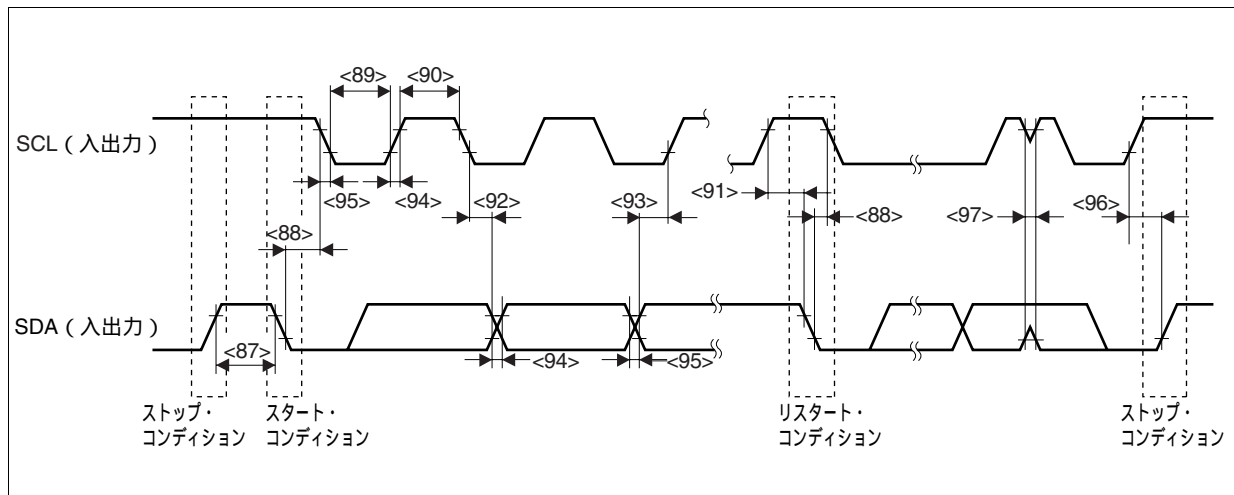 <89>
<90>
SCL（入出力）
<95>
<94>
<92>
<93>
<91>
<88>
<97>
<96>
<88>
SDA（入出力）
<87>
<94>
<95>
ストップ・
コンディション
スタート・
コンディション
リスタート・
コンディション
ストップ・
コンディション